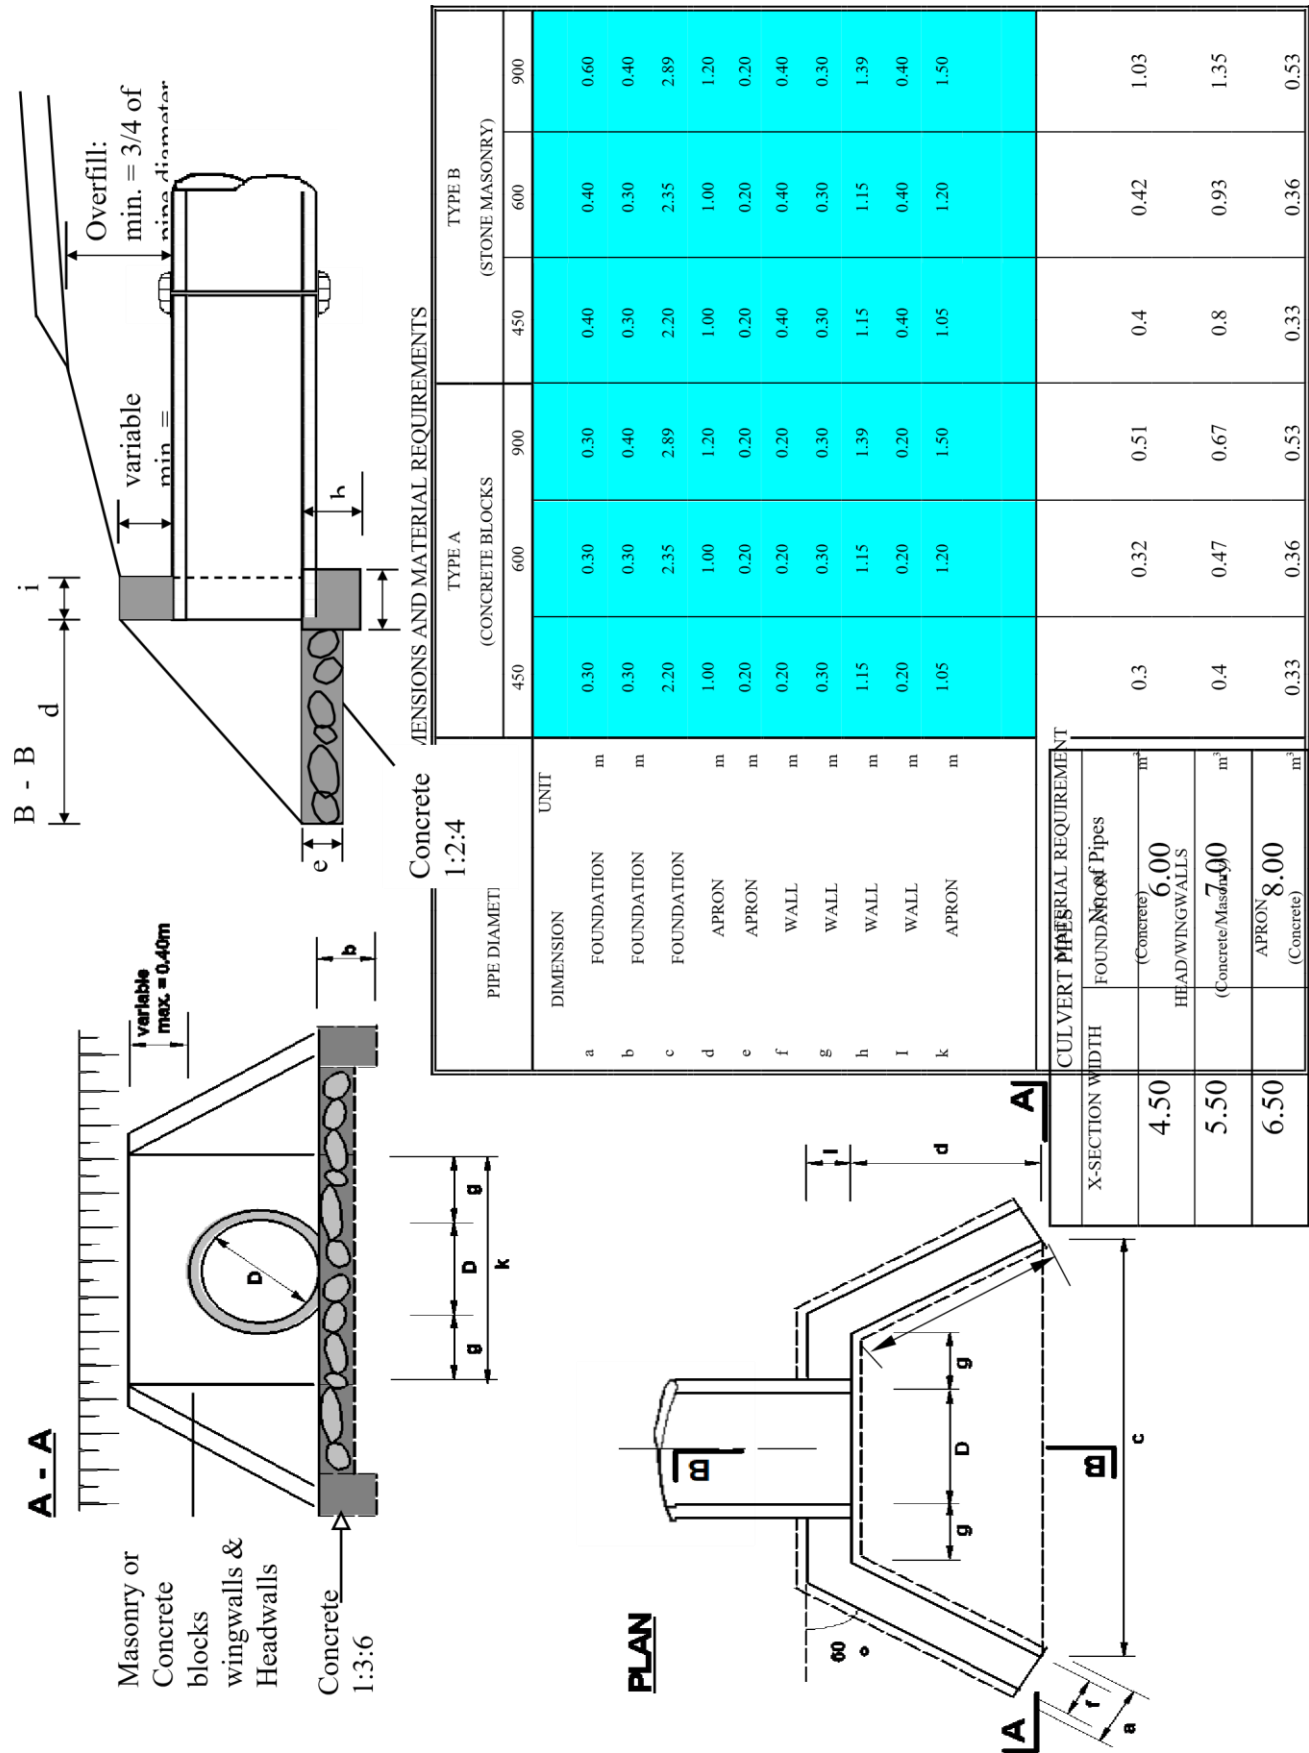 A - A
Masonry or
Concrete
blocks
wingwalls &
Headwalls
Concrete
1:3:6
variable
max. = 0.40m
b
D
g
D
g
k
B - B
d
i
variable
min =
Overfill:
min. = 3/4 of
pipe diameter
e
b
Concrete
1:2:4
PLAN
60
o
B
B
A
A
g
D
g
c
I
d
f
a
MENSIONS AND MATERIAL REQUIREMENTS
PIPE DIAMET TYPE A TYPE B
(CONCRETE BLOCKS (STONE MASONRY)
450 600 900 450 600 900
DIMENSION UNIT
a FOUNDATION m 0.30 0.30 0.30 0.40 0.40 0.60
b FOUNDATION m 0.30 0.30 0.40 0.30 0.30 0.40
c FOUNDATION 2.20 2.35 2.89 2.20 2.35 2.89
d APRON m 1.00 1.00 1.20 1.00 1.00 1.20
e APRON m 0.20 0.20 0.20 0.20 0.20 0.20
f WALL m 0.20 0.20 0.20 0.40 0.40 0.40
g WALL m 0.30 0.30 0.30 0.30 0.30 0.30
h WALL m 1.15 1.15 1.39 1.15 1.15 1.39
I WALL m 0.20 0.20 0.20 0.40 0.40 0.40
k APRON m 1.05 1.20 1.50 1.05 1.20 1.50
MATERIAL REQUIREMENT
FOUNDATION
(Concrete) m³ 0.3 0.32 0.51 0.4 0.42 1.03
HEAD/WINGWALLS
(Concrete/Masonry) m³ 0.4 0.47 0.67 0.8 0.93 1.35
APRON
(Concrete) m³ 0.33 0.36 0.53 0.33 0.36 0.53
CULVERT PIPES
X-SECTION WIDTH No. of Pipes
4.50 6.00
5.50 7.00
6.50 8.00